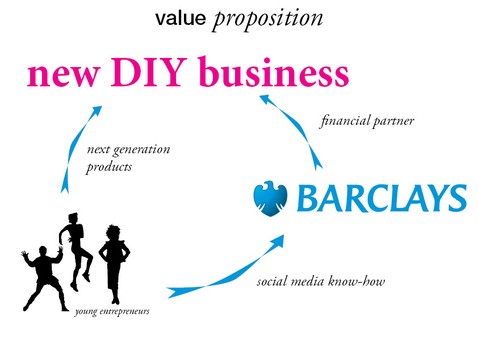 value proposition
new DIY business
financial partner
next generation
products
BARCLAYS
social media know-how
young entrepreneurs